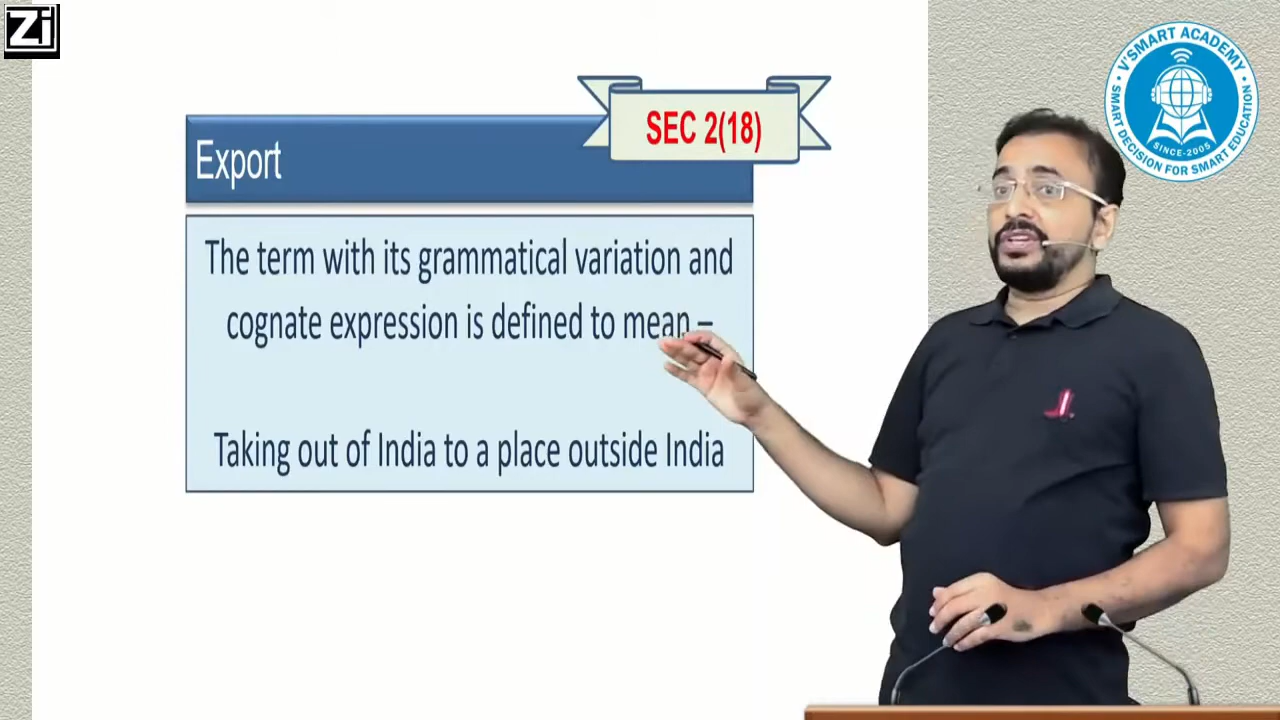 Zi
V'SMART ACADEMY
SINCE-2005
SMART DECISION FOR SMART EDUCATION
SEC 2(18)
Export
The term with its grammatical variation and
cognate expression is defined to mean –
Taking out of India to a place outside India